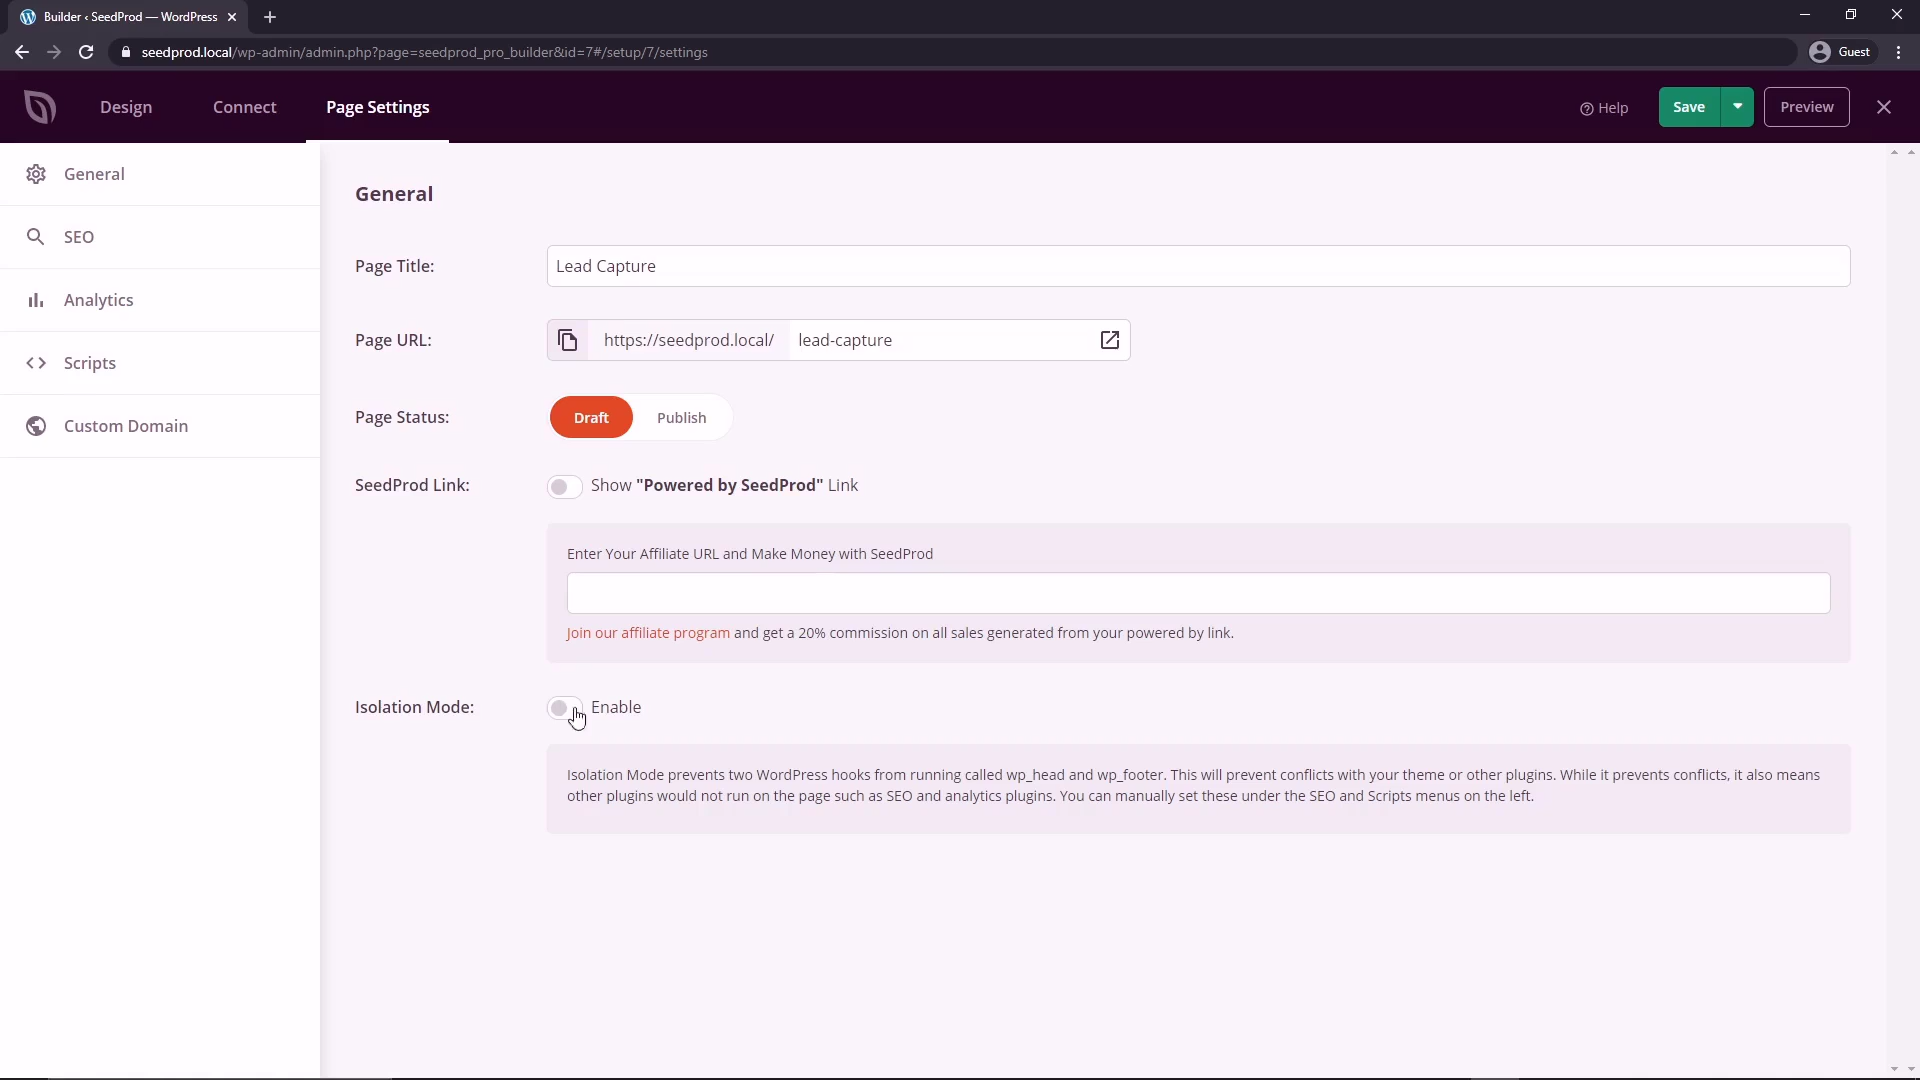 Builder ‹ SeedProd — WordPress
seedprod.local/wp-admin/admin.php?page=seedprod_pro_builder&id=7#/setup/7/settings
Guest
Design
Connect
Page Settings
Help
Save
Preview
General
SEO
Analytics
Scripts
Custom Domain
General
Page Title:
Lead Capture
Page URL:
https://seedprod.local/
lead-capture
Page Status:
Draft
Publish
SeedProd Link:
Show "Powered by SeedProd" Link
Enter Your Affiliate URL and Make Money with SeedProd
Join our affiliate program and get a 20% commission on all sales generated from your powered by link.
Isolation Mode:
Enable
Isolation Mode prevents two WordPress hooks from running called wp_head and wp_footer. This will prevent conflicts with your theme or other plugins. While it prevents conflicts, it also means
other plugins would not run on the page such as SEO and analytics plugins. You can manually set these under the SEO and Scripts menus on the left.